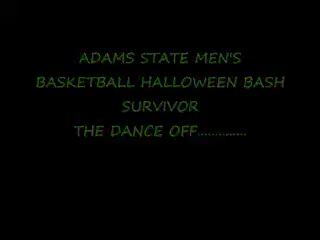 ADAMS STATE MEN'S
BASKETBALL HALLOWEEN BASH
SURVIVOR
THE DANCE OFF.............